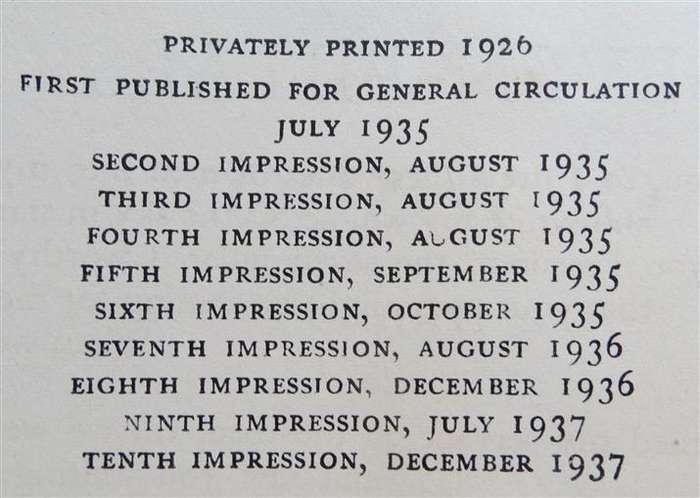 PRIVATELY PRINTED 1926
FIRST PUBLISHED FOR GENERAL CIRCULATION
JULY 1935
SECOND IMPRESSION, AUGUST 1935
THIRD IMPRESSION, AUGUST 1935
FOURTH IMPRESSION, AUGUST 1935
FIFTH IMPRESSION, SEPTEMBER 1935
SIXTH IMPRESSION, OCTOBER 1935
SEVENTH IMPRESSION, AUGUST 1936
EIGHTH IMPRESSION, DECEMBER 1936
NINTH IMPRESSION, JULY 1937
TENTH IMPRESSION, DECEMBER 1937